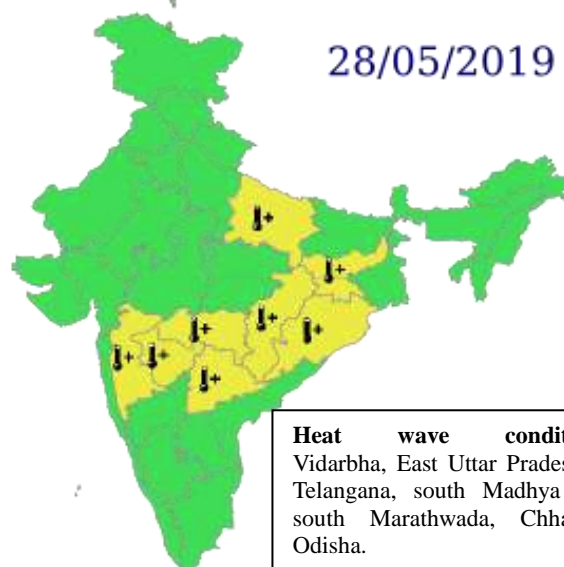 28/05/2019
Heat wave condit
Vidarbha, East Uttar Prades
Telangana, south Madhya
south Marathwada, Chha
Odisha.